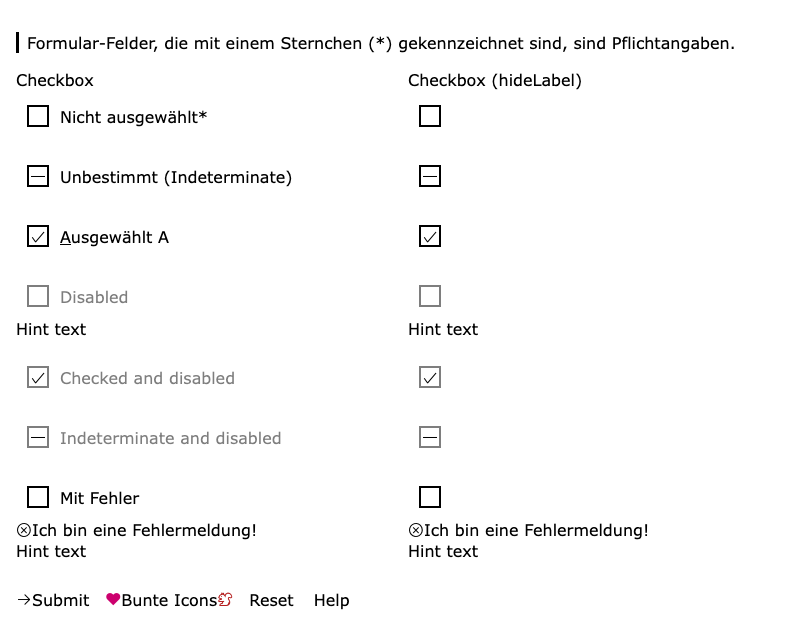 Formular-Felder, die mit einem Sternchen (*) gekennzeichnet sind, sind Pflichtangaben.
Checkbox
Nicht ausgewählt*
Unbestimmt (Indeterminate)
Ausgewählt A
Disabled
Hint text
Checked and disabled
Indeterminate and disabled
Mit Fehler
Ich bin eine Fehlermeldung!
Hint text
Checkbox (hideLabel)
Hint text
Ich bin eine Fehlermeldung!
Hint text
Submit Bunte Icons Reset Help